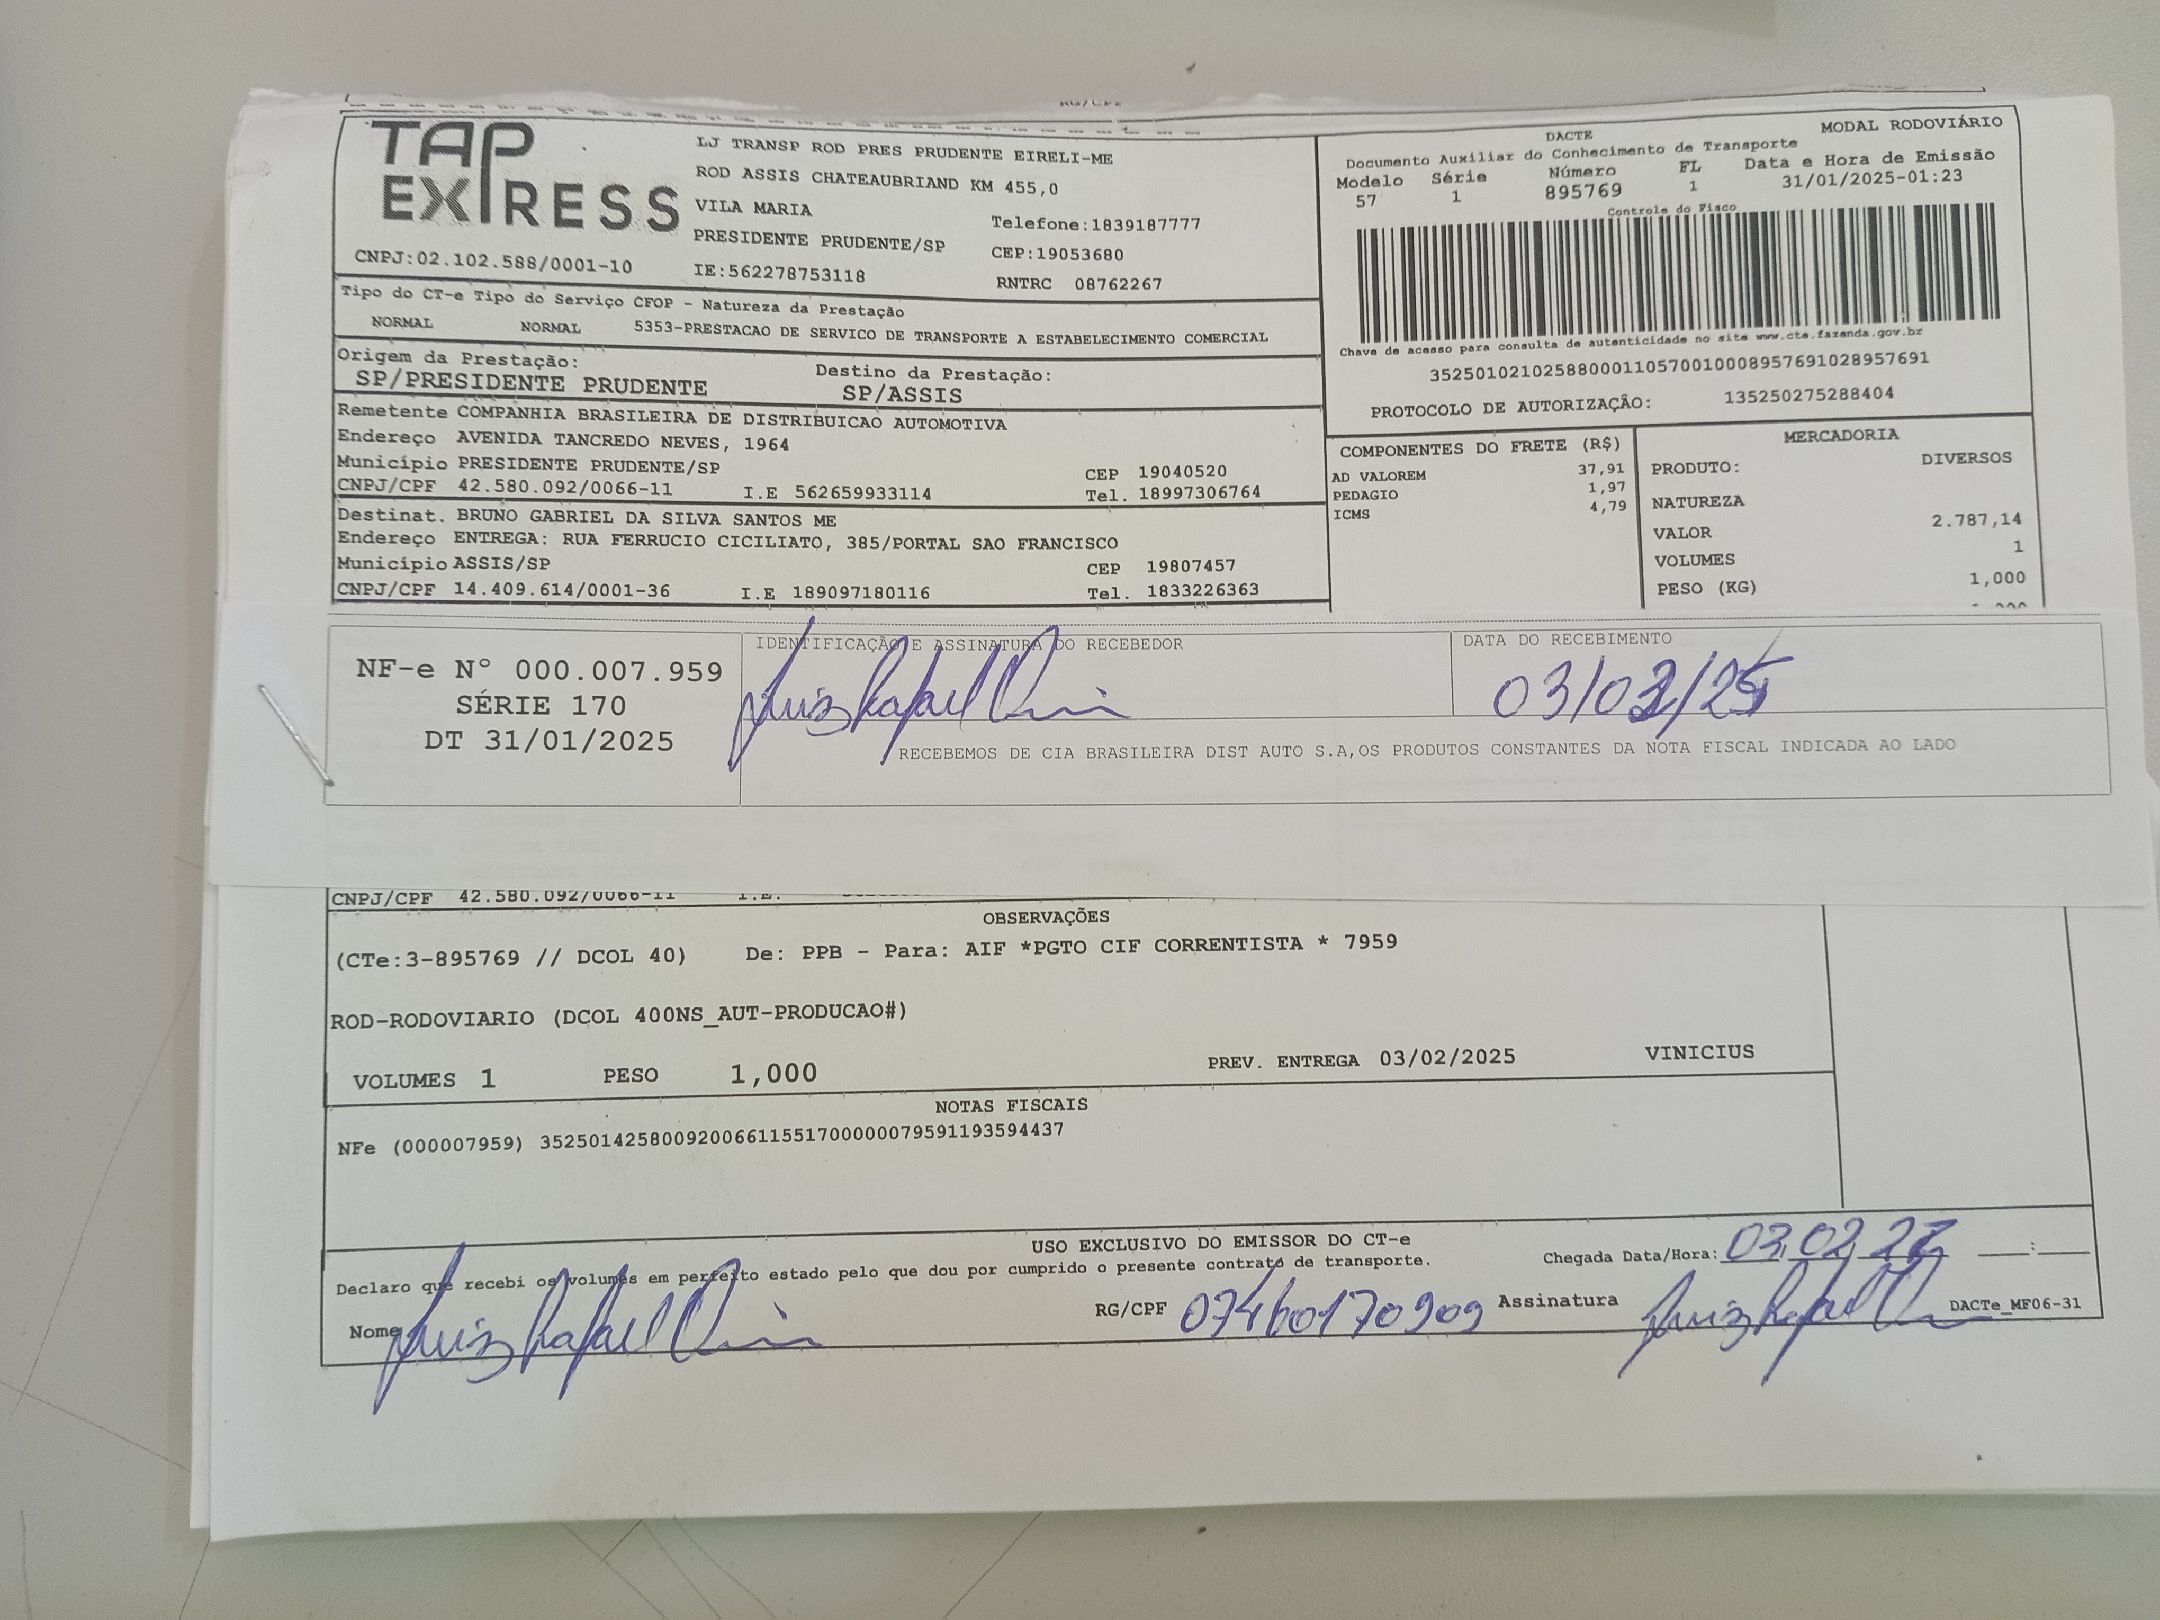 TAP
EXPRESS
CNPJ:02.102.588/0001-10
LJ TRANSP ROD PRES PRUDENTE EIRELI-ME
ROD ASSIS CHATEAUBRIAND KM 455,0
VILA MARIA
Telefone:1839187777
PRESIDENTE PRUDENTE/SP
CEP:19053680
IE:562278753118
RNTRC 08762267
DACTE
MODAL RODOVIÁRIO
Documento Auxiliar do Conhecimento de Transporte
Modelo Série Número FL Data e Hora de Emissão
57 1 895769 1 31/01/2025-01:23
Controle do Fisco
Chave de acesso para consulta de autenticidade no site www.cte.fazenda.gov.br
35250102102588000110570010008957691028957691
PROTOCOLO DE AUTORIZAÇÃO: 135250275288404
Tipo do CT-e Tipo do Serviço CFOP - Natureza da Prestação
NORMAL NORMAL 5353-PRESTACAO DE SERVICO DE TRANSPORTE A ESTABELECIMENTO COMERCIAL
Origem da Prestação: Destino da Prestação:
SP/PRESIDENTE PRUDENTE SP/ASSIS
Remetente COMPANHIA BRASILEIRA DE DISTRIBUICAO AUTOMOTIVA
Endereço AVENIDA TANCREDO NEVES, 1964
Município PRESIDENTE PRUDENTE/SP CEP 19040520
CNPJ/CPF 42.580.092/0066-11 I.E 562659933114 Tel. 18997306764
Destinat. BRUNO GABRIEL DA SILVA SANTOS ME
Endereço ENTREGA: RUA FERRUCIO CICILIATO, 385/PORTAL SAO FRANCISCO
Município ASSIS/SP CEP 19807457
CNPJ/CPF 14.409.614/0001-36 I.E 189097180116 Tel. 1833226363
COMPONENTES DO FRETE (R$)
AD VALOREM 37,91
PEDAGIO 1,97
ICMS 4,79
MERCADORIA
PRODUTO: DIVERSOS
NATUREZA
VALOR 2.787,14
VOLUMES 1
PESO (KG) 1,000
NF-e Nº 000.007.959
SÉRIE 170
DT 31/01/2025
IDENTIFICAÇÃO E ASSINATURA DO RECEBEDOR
Luiz Rafael
DATA DO RECEBIMENTO
03/02/25
RECEBEMOS DE CIA BRASILEIRA DIST AUTO S.A,OS PRODUTOS CONSTANTES DA NOTA FISCAL INDICADA AO LADO
CNPJ/CPF 42.580.092/0066-11 I.E.
OBSERVAÇÕES
(CTe:3-895769 // DCOL 40) De: PPB - Para: AIF *PGTO CIF CORRENTISTA * 7959
ROD-RODOVIARIO (DCOL 400NS_AUT-PRODUCAO#)
VOLUMES 1 PESO 1,000 PREV. ENTREGA 03/02/2025 VINICIUS
NOTAS FISCAIS
NFe (000007959) 35250142580092006611551700000079591193594437
USO EXCLUSIVO DO EMISSOR DO CT-e
Declaro que recebi os volumes em perfeito estado pelo que dou por cumprido o presente contrato de transporte.
Chegada Data/Hora: 03 02 ___:___
Nome Luiz Rafael RG/CPF 07460170909 Assinatura Luiz Rafael DACTe_MF06-31